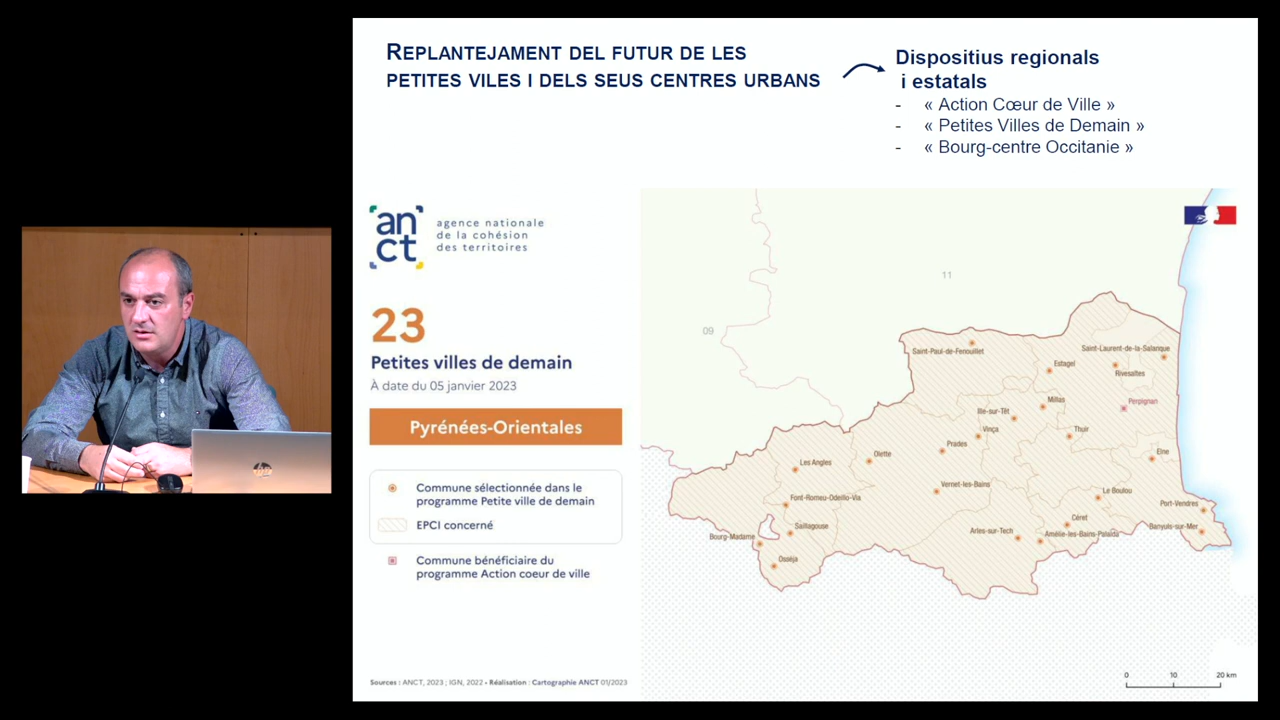 REPLANTEJAMENT DEL FUTUR DE LES
PETITES VILES I DELS SEUS CENTRES URBANS
Dispositius regionals
i estatals
- « Action Cœur de Ville »
- « Petites Villes de Demain »
- « Bourg-centre Occitanie »
anct
agence nationale
de la cohésion
des territoires
23
Petites villes de demain
À date du 05 janvier 2023
Pyrénées-Orientales
Commune sélectionnée dans le
programme Petite ville de demain
EPCI concerné
Commune bénéficiaire du
programme Action coeur de ville
Sources : ANCT, 2023 ; IGN, 2022 • Réalisation : Cartographie ANCT 01/2023
11
09
Saint-Paul-de-Fenouillet
Saint-Laurent-de-la-Salanque
Estagel
Rivesaltes
Millas
Perpignan
Ille-sur-Têt
Vinça
Thuir
Prades
Elne
Olette
Les Angles
Vernet-les-Bains
Le Boulou
Font-Romeu-Odeillo-Via
Port-Vendres
Céret
Saillagouse
Arles-sur-Tech
Banyuls-sur-Mer
Amélie-les-Bains-Palalda
Bourg-Madame
Osséja
0 10 20 km
hp